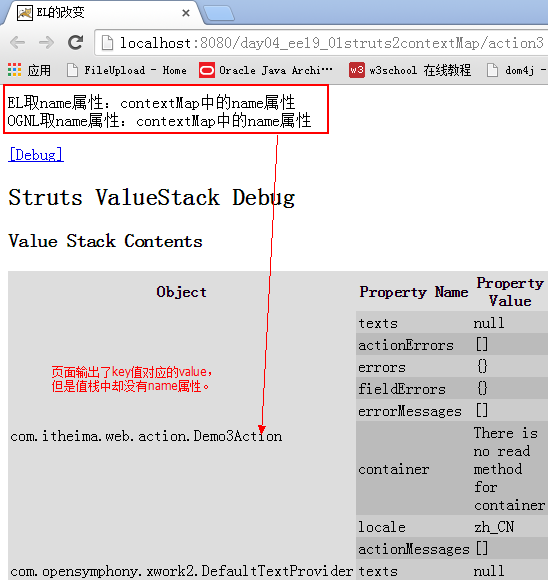 EL的改变
localhost:8080/day04_ee19_01struts2contextMap/action3
应用 FileUpload - Home Oracle Java Archi… w3 w3school 在线教程 dom4j -
EL取name属性：contextMap中的name属性
OGNL取name属性：contextMap中的name属性
[Debug]
Struts ValueStack Debug
Value Stack Contents
Object Property Name Property Value
texts null
actionErrors []
页面输出了key值对应的value，
但是值栈中却没有name属性。
errors {}
fieldErrors {}
errorMessages []
com.itheima.web.action.Demo3Action
container There is no read method for container
locale zh_CN
actionMessages []
com.opensymphony.xwork2.DefaultTextProvider texts null